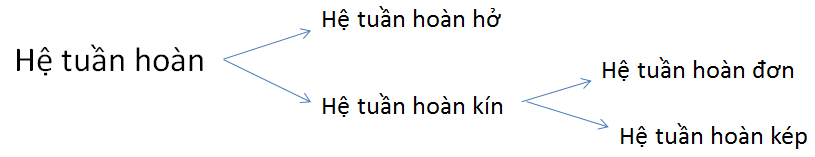 Hệ tuần hoàn
Hệ tuần hoàn hở
Hệ tuần hoàn kín
Hệ tuần hoàn đơn
Hệ tuần hoàn kép